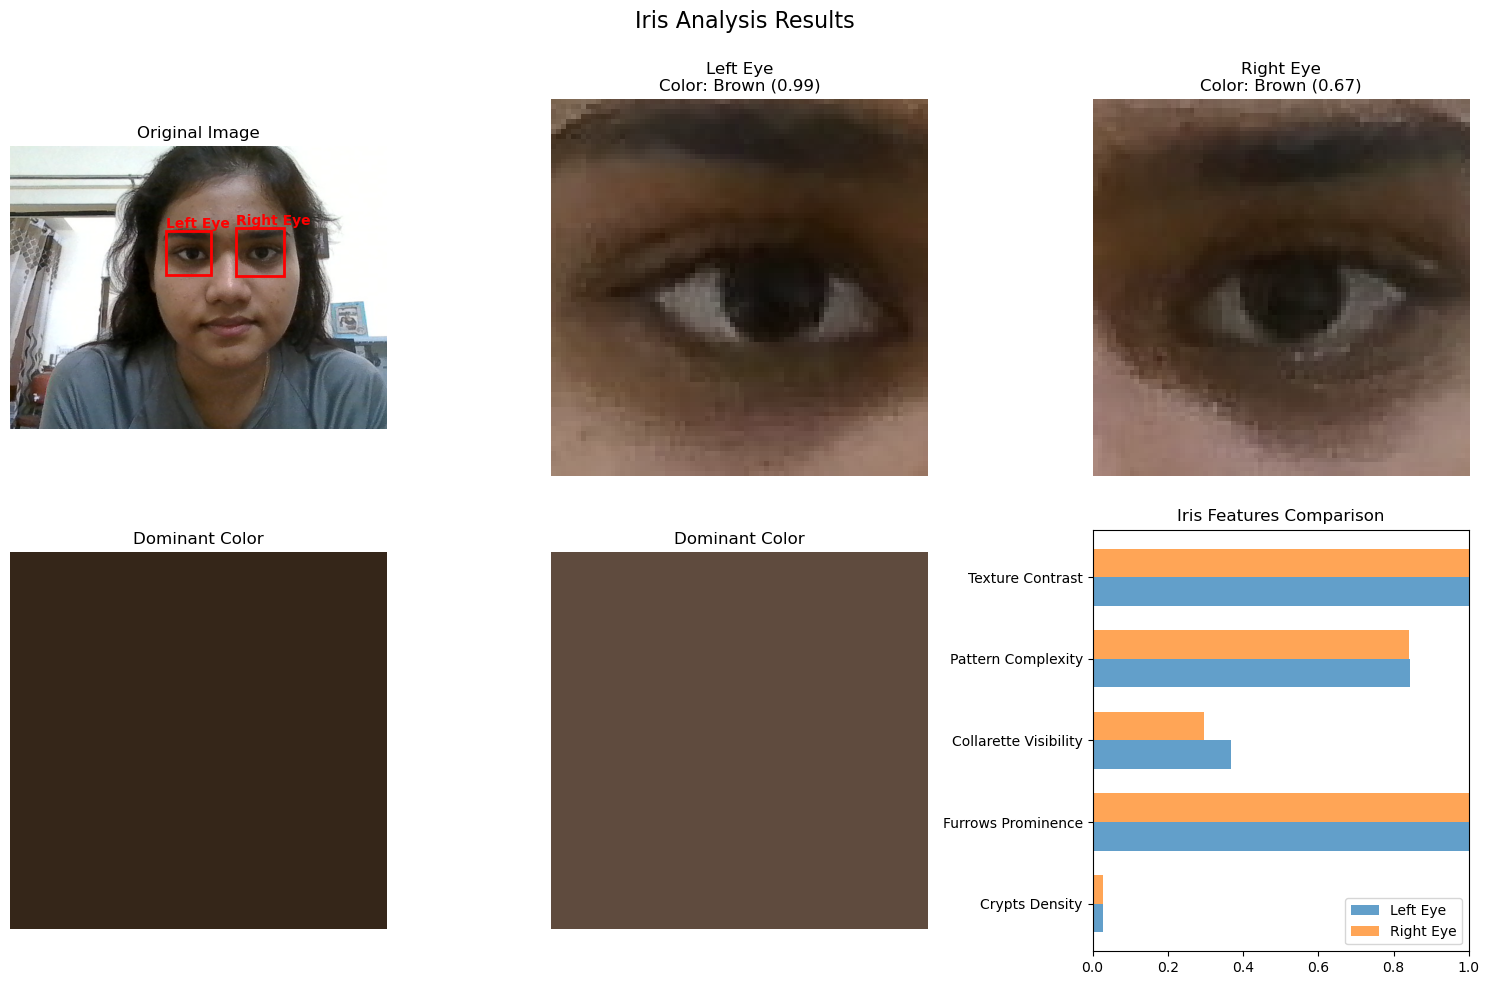 Iris Analysis Results
Original Image
Left Eye
Right Eye
Left Eye
Color: Brown (0.99)
Right Eye
Color: Brown (0.67)
Dominant Color
Dominant Color
Iris Features Comparison
Texture Contrast
Pattern Complexity
Collarette Visibility
Furrows Prominence
Crypts Density
Left Eye
Right Eye
0.0 0.2 0.4 0.6 0.8 1.0